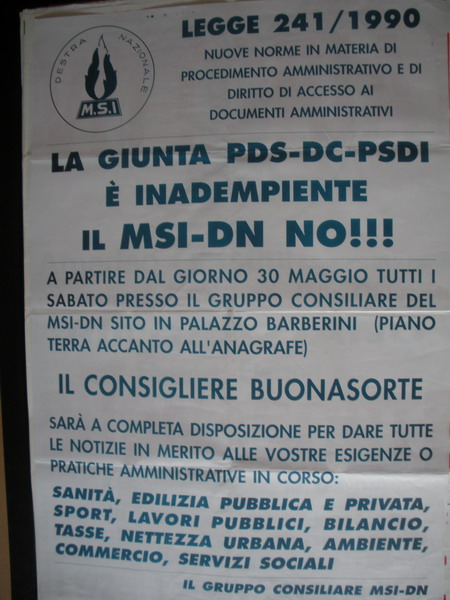 DESTRA NAZIONALE
M.S.I
LEGGE 241/1990
NUOVE NORME IN MATERIA DI
PROCEDIMENTO AMMINISTRATIVO E DI
DIRITTO DI ACCESSO AI
DOCUMENTI AMMINISTRATIVI
LA GIUNTA PDS-DC-PSDI
È INADEMPIENTE
IL MSI-DN NO!!!
A PARTIRE DAL GIORNO 30 MAGGIO TUTTI I
SABATO PRESSO IL GRUPPO CONSILIARE DEL
MSI-DN SITO IN PALAZZO BARBERINI (PIANO
TERRA ACCANTO ALL'ANAGRAFE)
IL CONSIGLIERE BUONASORTE
SARÀ A COMPLETA DISPOSIZIONE PER DARE TUTTE
LE NOTIZIE IN MERITO ALLE VOSTRE ESIGENZE O
PRATICHE AMMINISTRATIVE IN CORSO:
SANITÀ, EDILIZIA PUBBLICA E PRIVATA,
SPORT, LAVORI PUBBLICI, BILANCIO,
TASSE, NETTEZZA URBANA, AMBIENTE,
COMMERCIO, SERVIZI SOCIALI
IL GRUPPO CONSILIARE MSI-DN